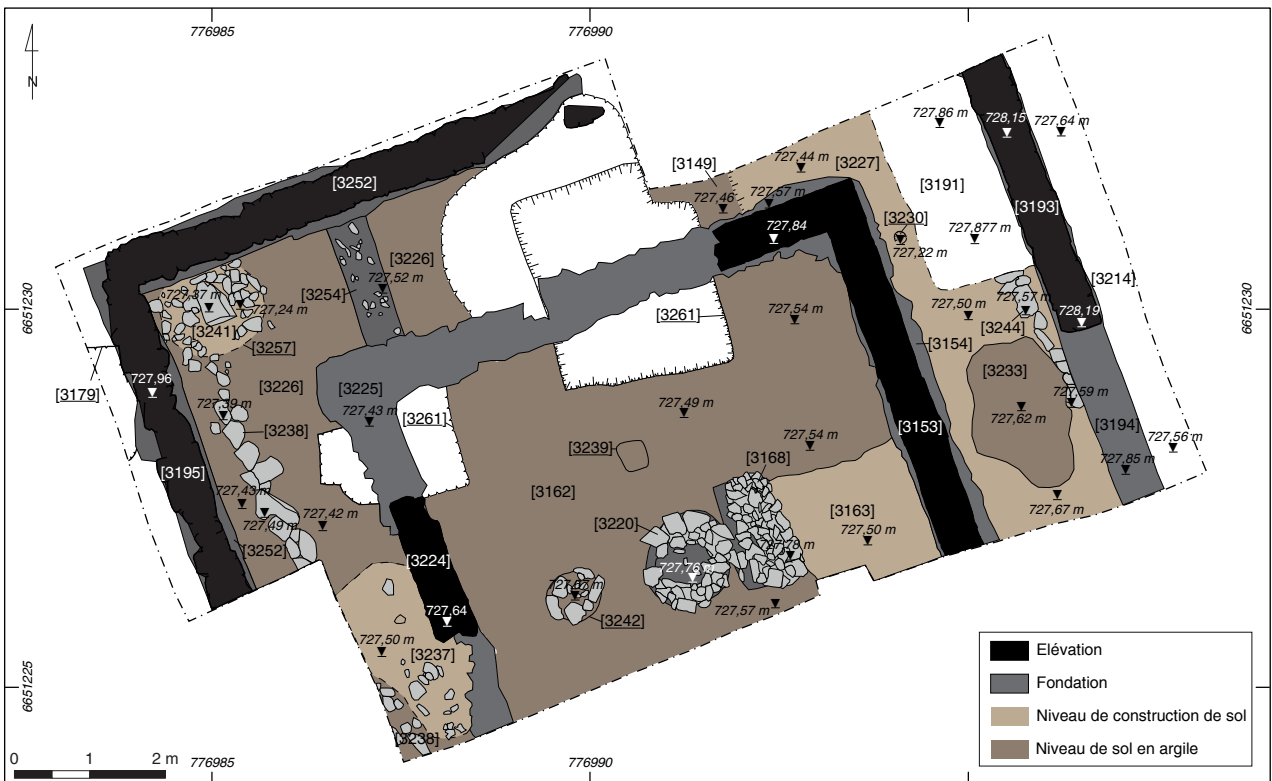 776985
776990
N
6651230
6651225
6651230
[3252]
[3149]
727,46
727,44 m
[3227]
727,57 m
727,84
727,86 m
[3191]
[3230]
727,22 m
727,877 m
728,15
727,64 m
[3193]
[3214]
728,19
[3226]
727,52 m
[3254]
727,37 m
727,24 m
[3241]
[3257]
[3261]
727,54 m
727,50 m
727,57 m
[3244]
[3154]
[3179]
727,96
[3226]
[3225]
727,43 m
[3261]
727,39 m
[3238]
727,49 m
[3233]
727,62 m
727,59 m
[3194]
727,56 m
727,85 m
[3153]
727,54 m
[3239]
[3168]
[3195]
727,43 m
727,49 m
727,42 m
[3252]
[3162]
[3220]
[3163]
727,50 m
727,67 m
[3224]
727,64
727,76
[3242]
727,57 m
727,50 m
[3237]
[3238]
Elévation
Fondation
Niveau de construction de sol
Niveau de sol en argile
0 1 2 m
776985
776990